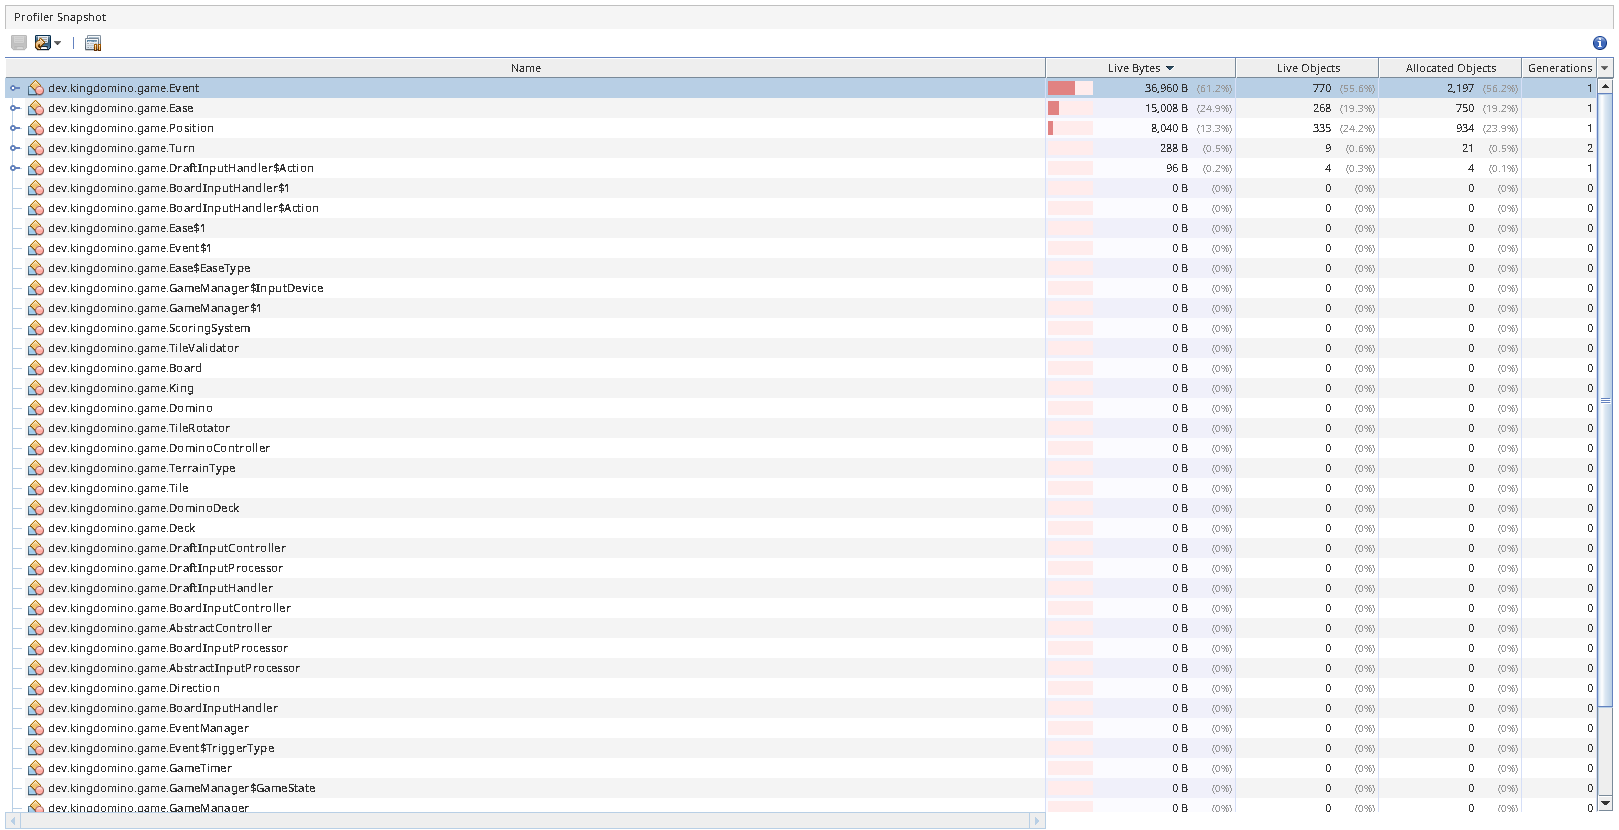 Profiler Snapshot
Name Live Bytes Live Objects Allocated Objects Generations
dev.kingdomino.game.Event 36,960 B (61.2%) 770 (55.6%) 2,197 (56.2%) 1
dev.kingdomino.game.Ease 15,008 B (24.9%) 268 (19.3%) 750 (19.2%) 1
dev.kingdomino.game.Position 8,040 B (13.3%) 335 (24.2%) 934 (23.9%) 1
dev.kingdomino.game.Turn 288 B (0.5%) 9 (0.6%) 21 (0.5%) 2
dev.kingdomino.game.DraftInputHandler$Action 96 B (0.2%) 4 (0.3%) 4 (0.1%) 1
dev.kingdomino.game.BoardInputHandler$1 0 B (0%) 0 (0%) 0 (0%) 0
dev.kingdomino.game.BoardInputHandler$Action 0 B (0%) 0 (0%) 0 (0%) 0
dev.kingdomino.game.Ease$1 0 B (0%) 0 (0%) 0 (0%) 0
dev.kingdomino.game.Event$1 0 B (0%) 0 (0%) 0 (0%) 0
dev.kingdomino.game.Ease$EaseType 0 B (0%) 0 (0%) 0 (0%) 0
dev.kingdomino.game.GameManager$InputDevice 0 B (0%) 0 (0%) 0 (0%) 0
dev.kingdomino.game.GameManager$1 0 B (0%) 0 (0%) 0 (0%) 0
dev.kingdomino.game.ScoringSystem 0 B (0%) 0 (0%) 0 (0%) 0
dev.kingdomino.game.TileValidator 0 B (0%) 0 (0%) 0 (0%) 0
dev.kingdomino.game.Board 0 B (0%) 0 (0%) 0 (0%) 0
dev.kingdomino.game.King 0 B (0%) 0 (0%) 0 (0%) 0
dev.kingdomino.game.Domino 0 B (0%) 0 (0%) 0 (0%) 0
dev.kingdomino.game.TileRotator 0 B (0%) 0 (0%) 0 (0%) 0
dev.kingdomino.game.DominoController 0 B (0%) 0 (0%) 0 (0%) 0
dev.kingdomino.game.TerrainType 0 B (0%) 0 (0%) 0 (0%) 0
dev.kingdomino.game.Tile 0 B (0%) 0 (0%) 0 (0%) 0
dev.kingdomino.game.DominoDeck 0 B (0%) 0 (0%) 0 (0%) 0
dev.kingdomino.game.Deck 0 B (0%) 0 (0%) 0 (0%) 0
dev.kingdomino.game.DraftInputController 0 B (0%) 0 (0%) 0 (0%) 0
dev.kingdomino.game.DraftInputProcessor 0 B (0%) 0 (0%) 0 (0%) 0
dev.kingdomino.game.DraftInputHandler 0 B (0%) 0 (0%) 0 (0%) 0
dev.kingdomino.game.BoardInputController 0 B (0%) 0 (0%) 0 (0%) 0
dev.kingdomino.game.AbstractController 0 B (0%) 0 (0%) 0 (0%) 0
dev.kingdomino.game.BoardInputProcessor 0 B (0%) 0 (0%) 0 (0%) 0
dev.kingdomino.game.AbstractInputProcessor 0 B (0%) 0 (0%) 0 (0%) 0
dev.kingdomino.game.Direction 0 B (0%) 0 (0%) 0 (0%) 0
dev.kingdomino.game.BoardInputHandler 0 B (0%) 0 (0%) 0 (0%) 0
dev.kingdomino.game.EventManager 0 B (0%) 0 (0%) 0 (0%) 0
dev.kingdomino.game.Event$TriggerType 0 B (0%) 0 (0%) 0 (0%) 0
dev.kingdomino.game.GameTimer 0 B (0%) 0 (0%) 0 (0%) 0
dev.kingdomino.game.GameManager$GameState 0 B (0%) 0 (0%) 0 (0%) 0
dev.kingdomino.game.GameManager 0 B (0%) 0 (0%) 0 (0%) 0